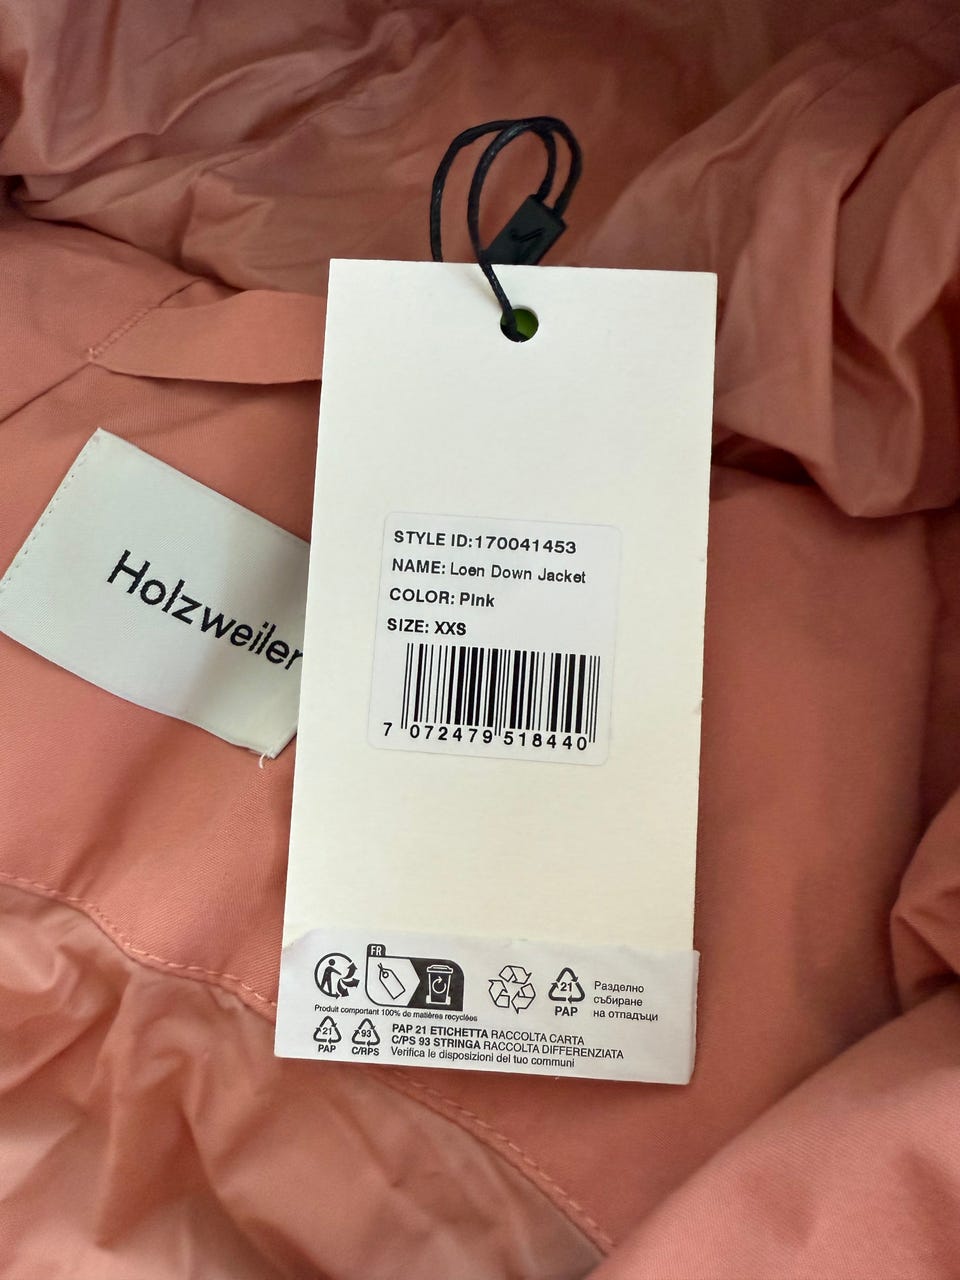 Holzweiler
STYLE ID:170041453
NAME: Loen Down Jacket
COLOR: Pink
SIZE: XXS
7 072479 518440
FR
Produit comportant 100% de matières recyclées
21
PAP
Разделно
събиране
на отпадъци
21
PAP
93
C/RPS
PAP 21 ETICHETTA RACCOLTA CARTA
C/PS 93 STRINGA RACCOLTA DIFFERENZIATA
Verifica le disposizioni del tuo comuni